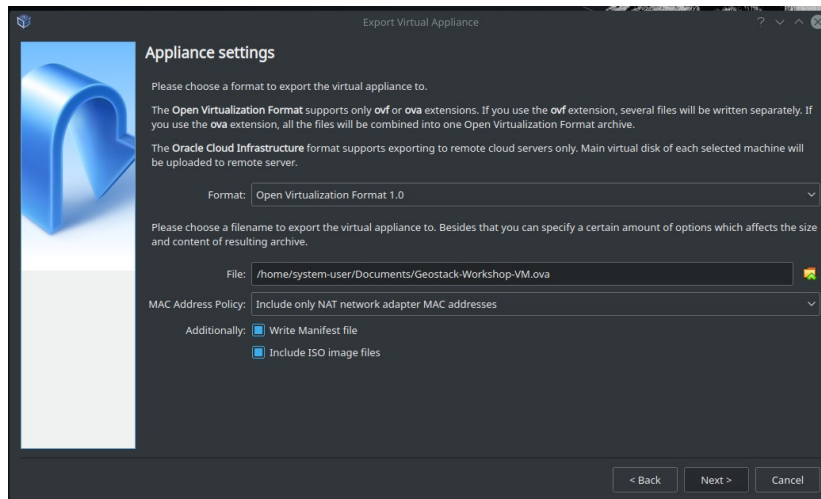 Export Virtual Appliance
Appliance settings
Please choose a format to export the virtual appliance to.
The Open Virtualization Format supports only ovf or ova extensions. If you use the ovf extension, several files will be written separately. If
you use the ova extension, all the files will be combined into one Open Virtualization Format archive.
The Oracle Cloud Infrastructure format supports exporting to remote cloud servers only. Main virtual disk of each selected machine will
be uploaded to remote server.
Format: Open Virtualization Format 1.0
Please choose a filename to export the virtual appliance to. Besides that you can specify a certain amount of options which affects the size
and content of resulting archive.
File: /home/system-user/Documents/Geostack-Workshop-VM.ova
MAC Address Policy: Include only NAT network adapter MAC addresses
Additionally: Write Manifest file
Include ISO image files
< Back Next > Cancel